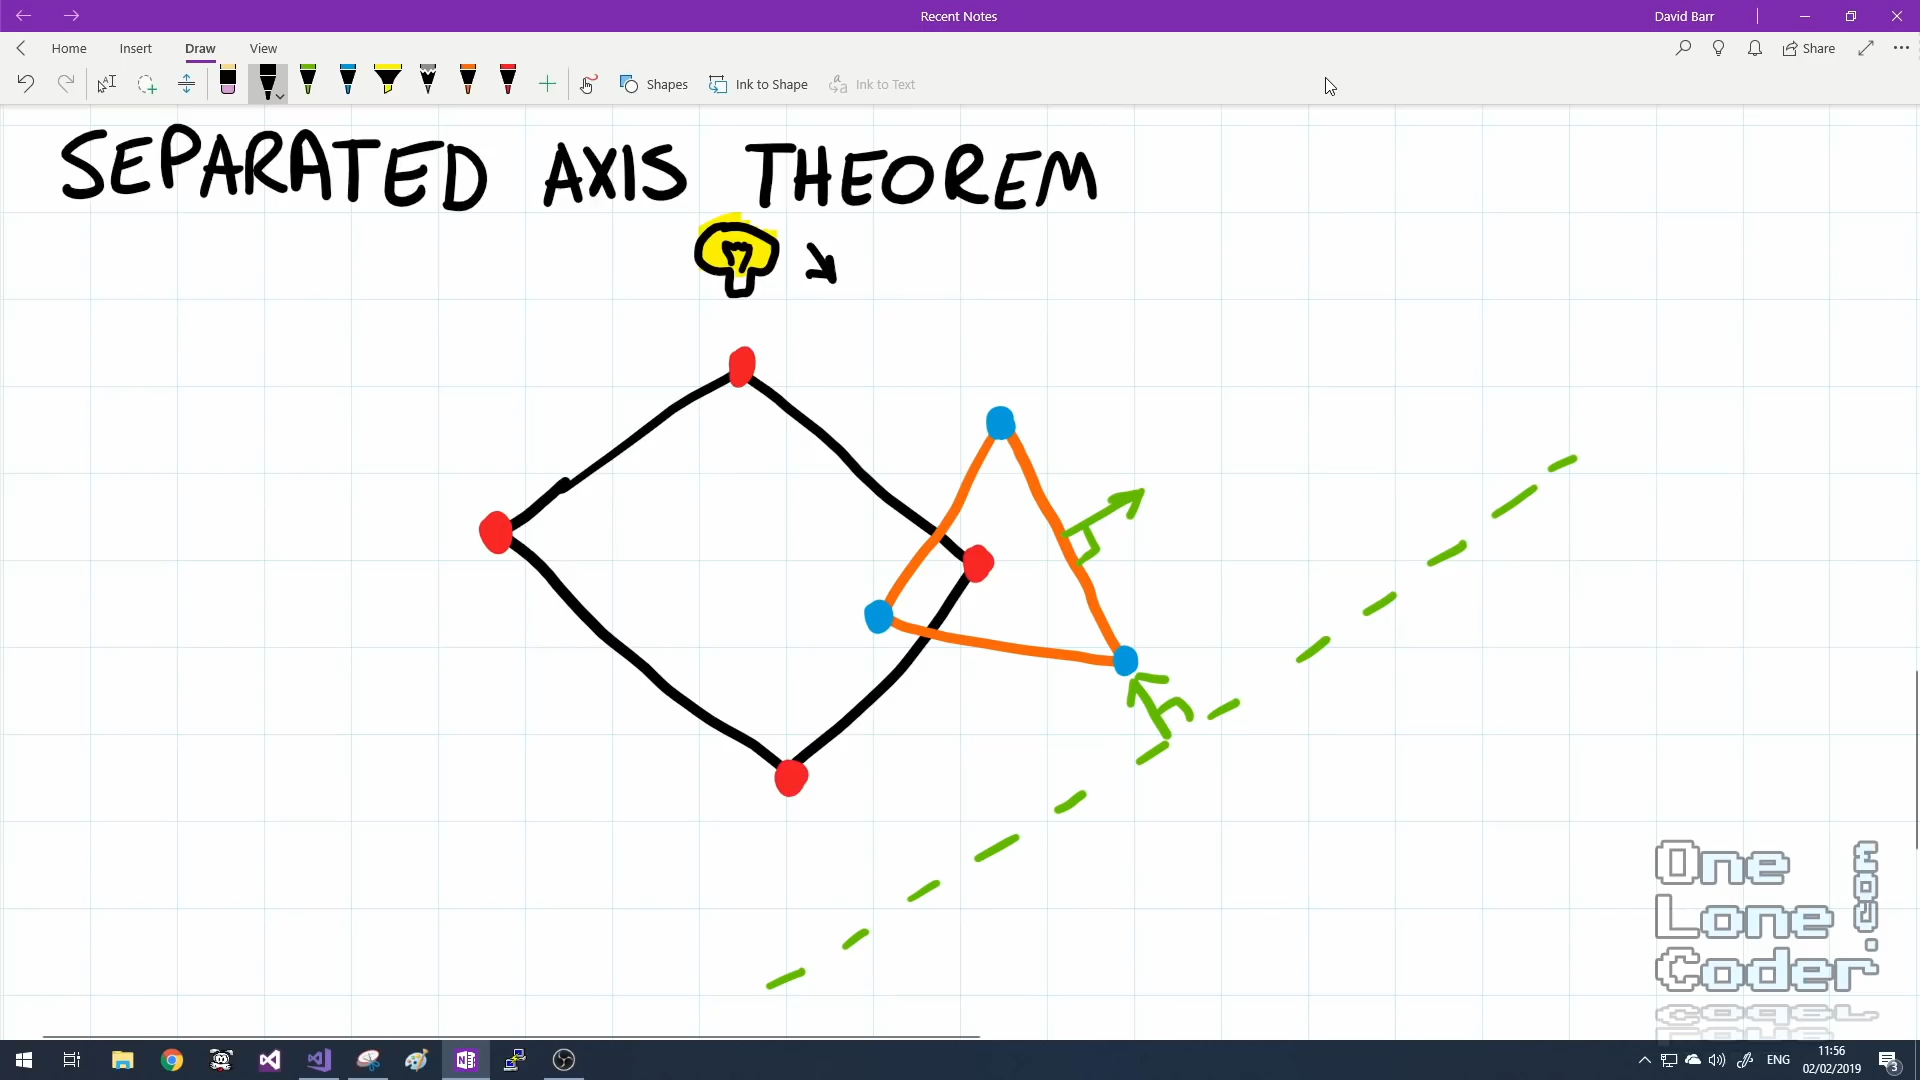 Recent Notes
David Barr
Home Insert Draw View
Share
Shapes Ink to Shape Ink to Text
SEPARATED AXIS THEOREM
One
Lone
Coder
.com
ENG
11:56
02/02/2019
3